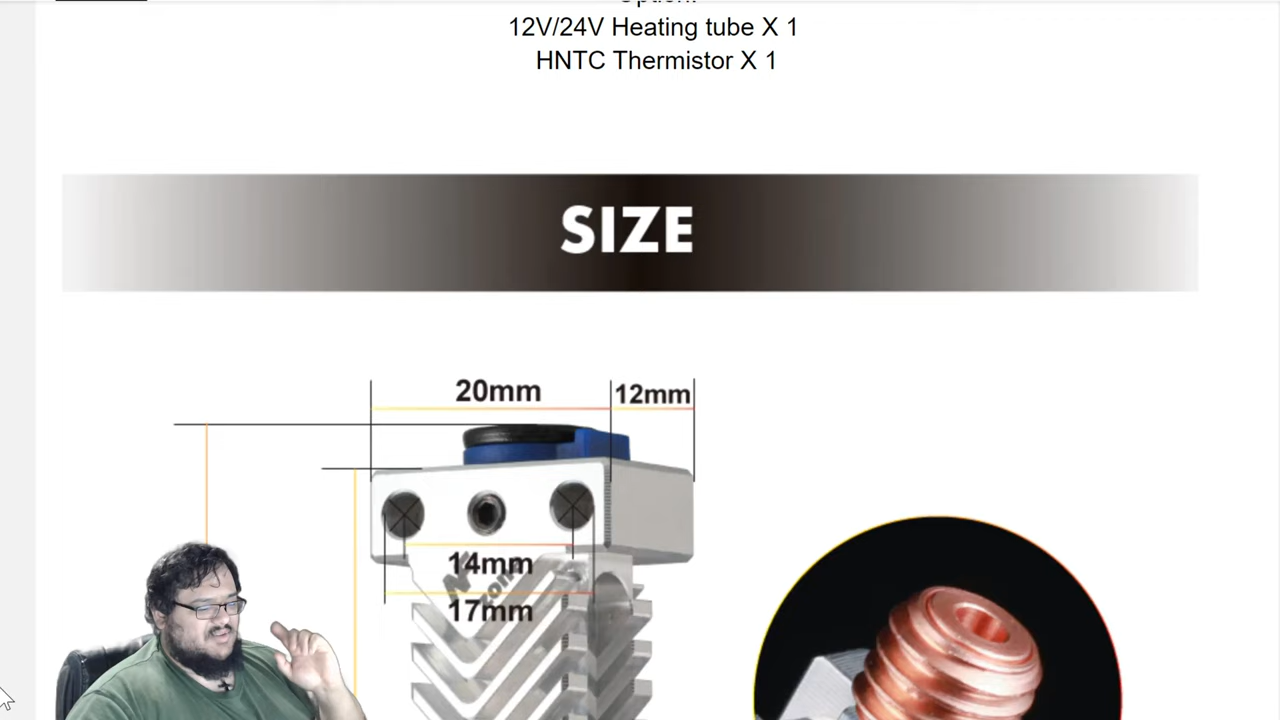 12V/24V Heating tube X 1
HNTC Thermistor X 1
SIZE
20mm
12mm
14mm
17mm